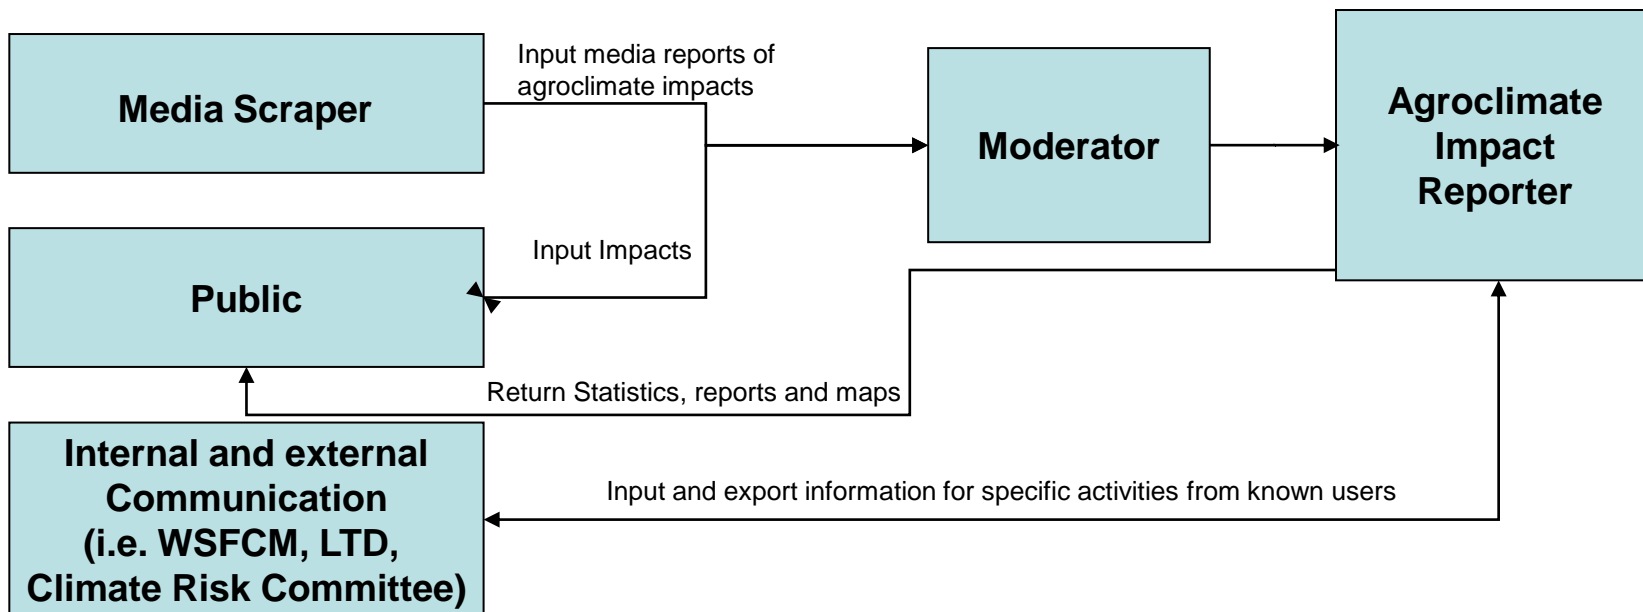 Media Scraper
Input media reports of
agroclimate impacts
Moderator
Agroclimate
Impact
Reporter
Public
Input Impacts
Return Statistics, reports and maps
Internal and external
Communication
(i.e. WSFCM, LTD,
Climate Risk Committee)
Input and export information for specific activities from known users